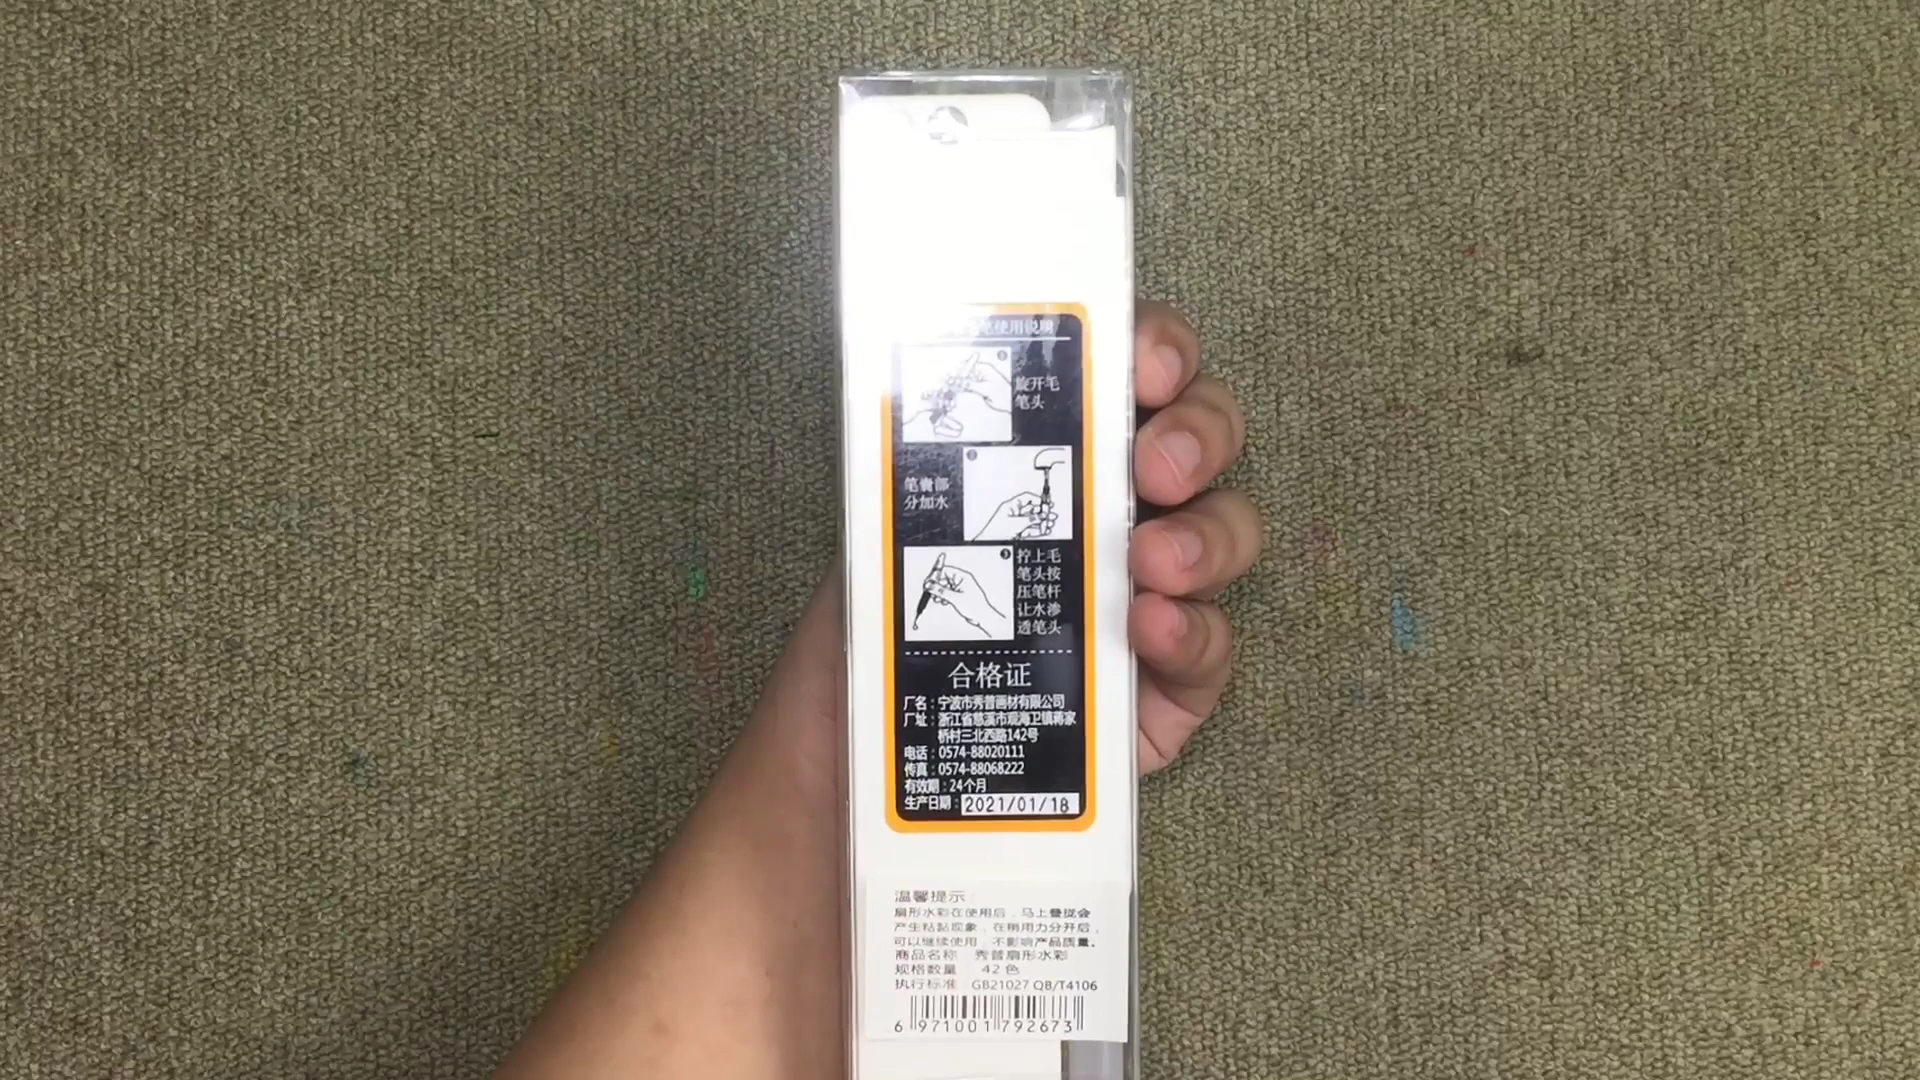 笔使用说明
旋开毛
笔头
笔囊部
分加水
拧上毛
笔头按
压笔杆
让水渗
透笔头
合格证
厂名：宁波市秀普画材有限公司
厂址：浙江省慈溪市观海卫镇蒋家
桥村三北西路142号
电话：0574-88020111
传真：0574-88068222
有效期：24个月
生产日期：2021/01/18
温馨提示：
扇形水彩在使用后，马上叠拢会
产生粘黏现象，在稍用力分开后，
可以继续使用，不影响产品质量。
商品名称 秀普扇形水彩
规格数量 42色
执行标准 GB21027 QB/T4106
6 971001 792673